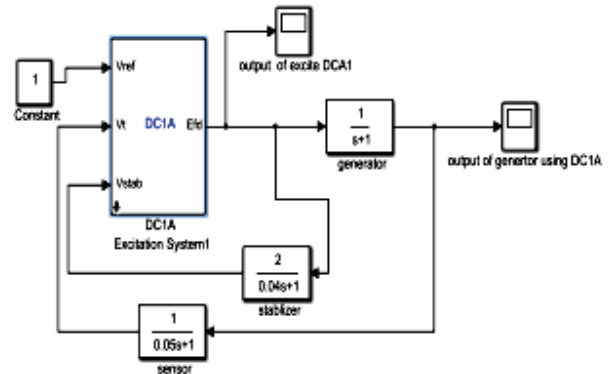 output of excite DCA1
1
Constant
Vref
Vt
Vstab
DC1A
Efd
DC1A
Excitation System1
1
s+1
generator
output of genertor using DC1A
2
0.04s+1
stablizer
1
0.05s+1
sensor